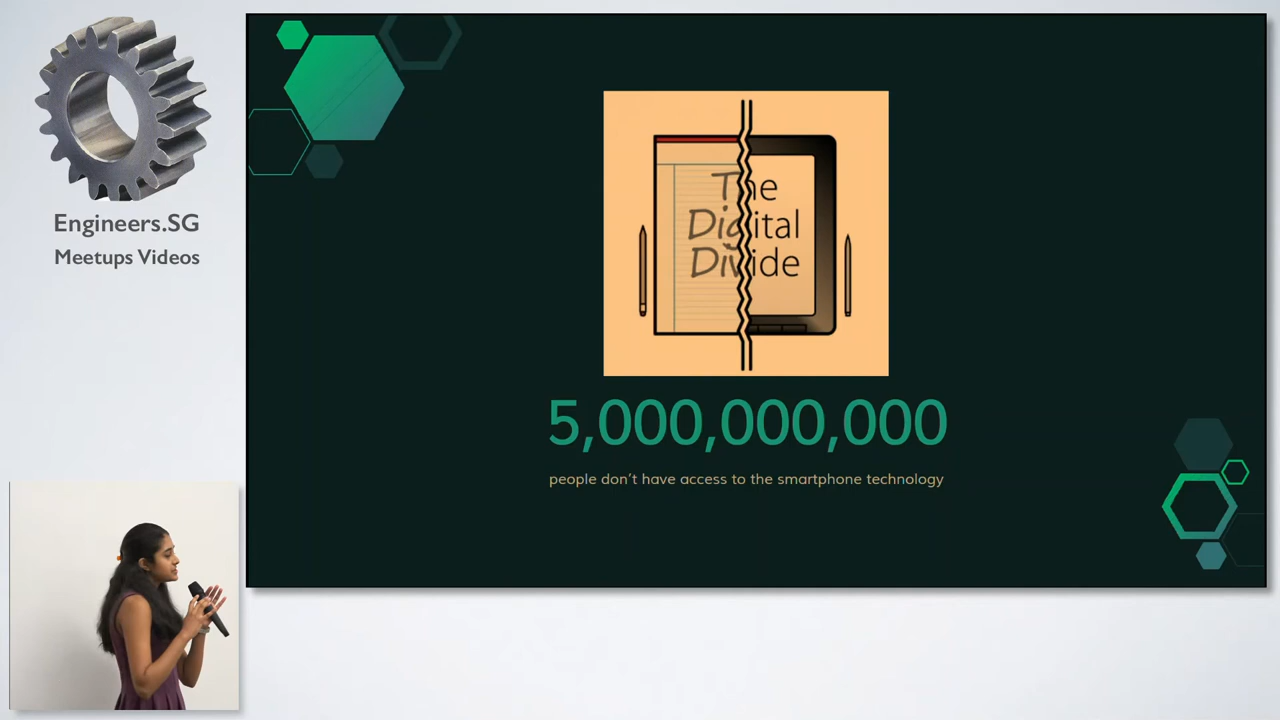 Engineers.SG
Meetups Videos
The
Digital
Divide
5,000,000,000
people don't have access to the smartphone technology